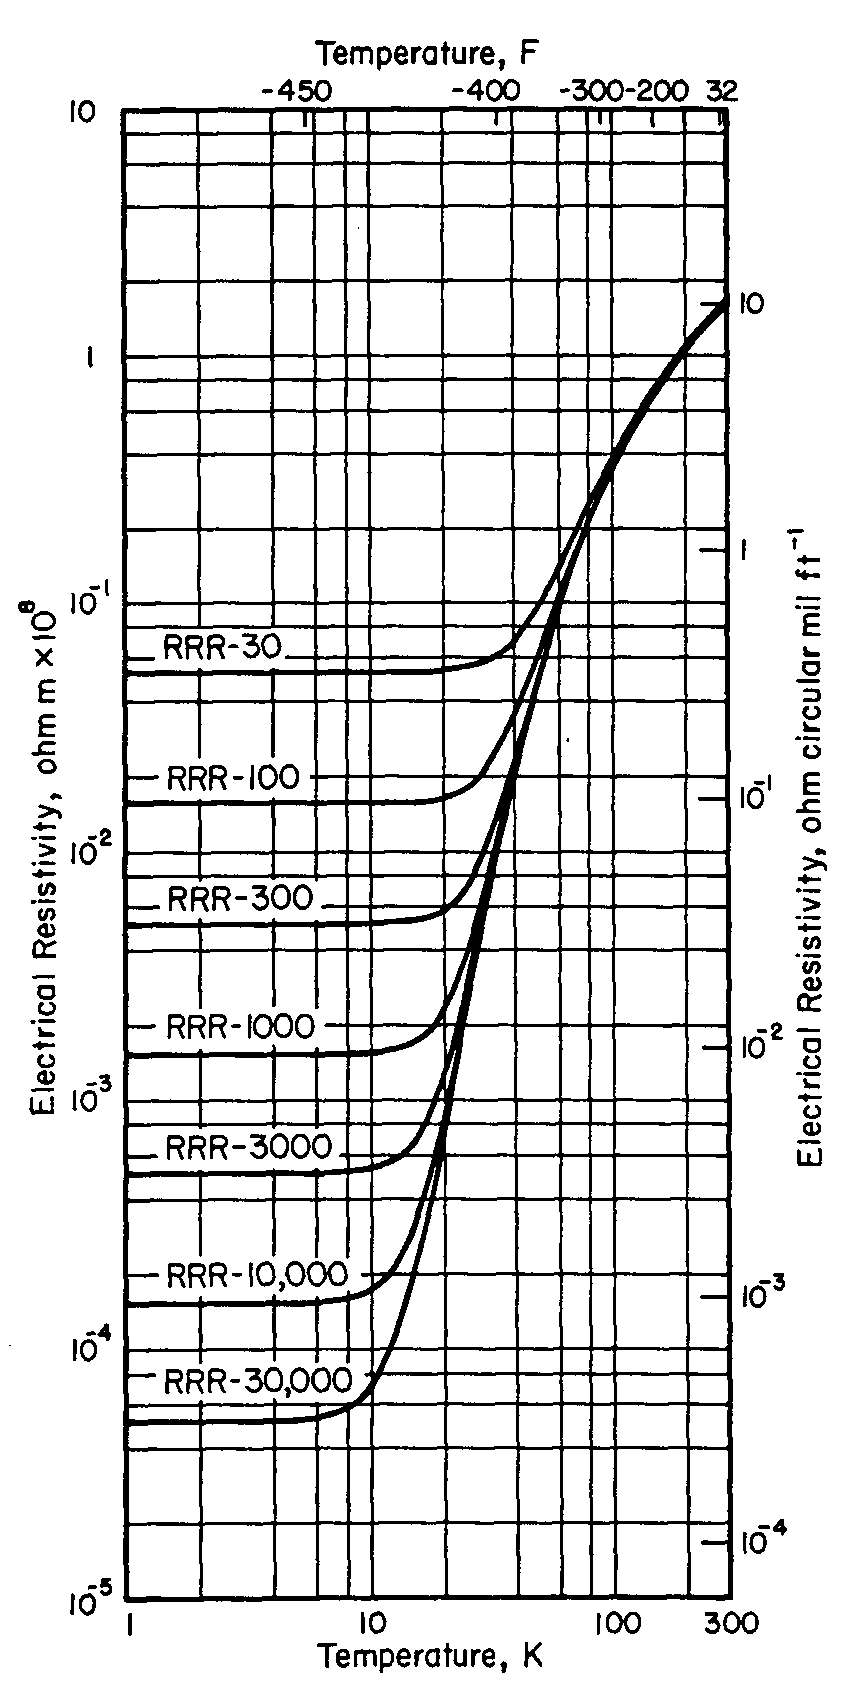 Temperature, F
-450 -400 -300 -200 32
10
1
10⁻¹
10⁻²
10⁻³
10⁻⁴
10⁻⁵
Electrical Resistivity, ohm m x10⁸
RRR-30
RRR-100
RRR-300
RRR-1000
RRR-3000
RRR-10,000
RRR-30,000
10
1
10⁻¹
10⁻²
10⁻³
10⁻⁴
Electrical Resistivity, ohm circular mil ft⁻¹
1 10 100 300
Temperature, K